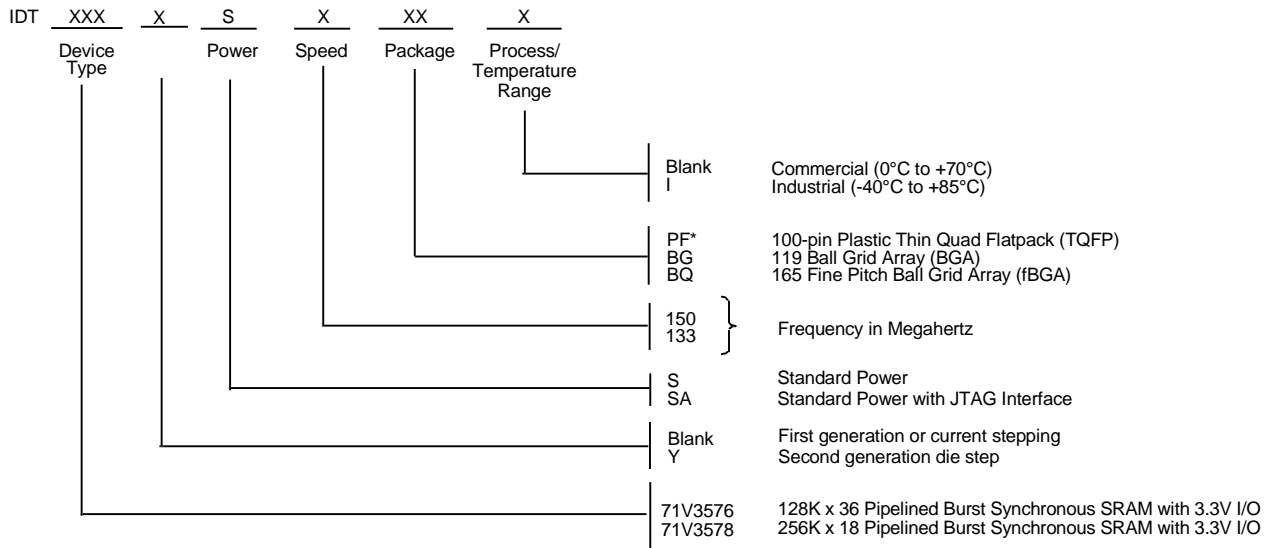 IDT XXX X S X XX X
Device Type Power Speed Package Process/ Temperature Range
Blank Commercial (0°C to +70°C)
I Industrial (-40°C to +85°C)
PF* 100-pin Plastic Thin Quad Flatpack (TQFP)
BG 119 Ball Grid Array (BGA)
BQ 165 Fine Pitch Ball Grid Array (fBGA)
150
133
Frequency in Megahertz
S Standard Power
SA Standard Power with JTAG Interface
Blank First generation or current stepping
Y Second generation die step
71V3576 128K x 36 Pipelined Burst Synchronous SRAM with 3.3V I/O
71V3578 256K x 18 Pipelined Burst Synchronous SRAM with 3.3V I/O